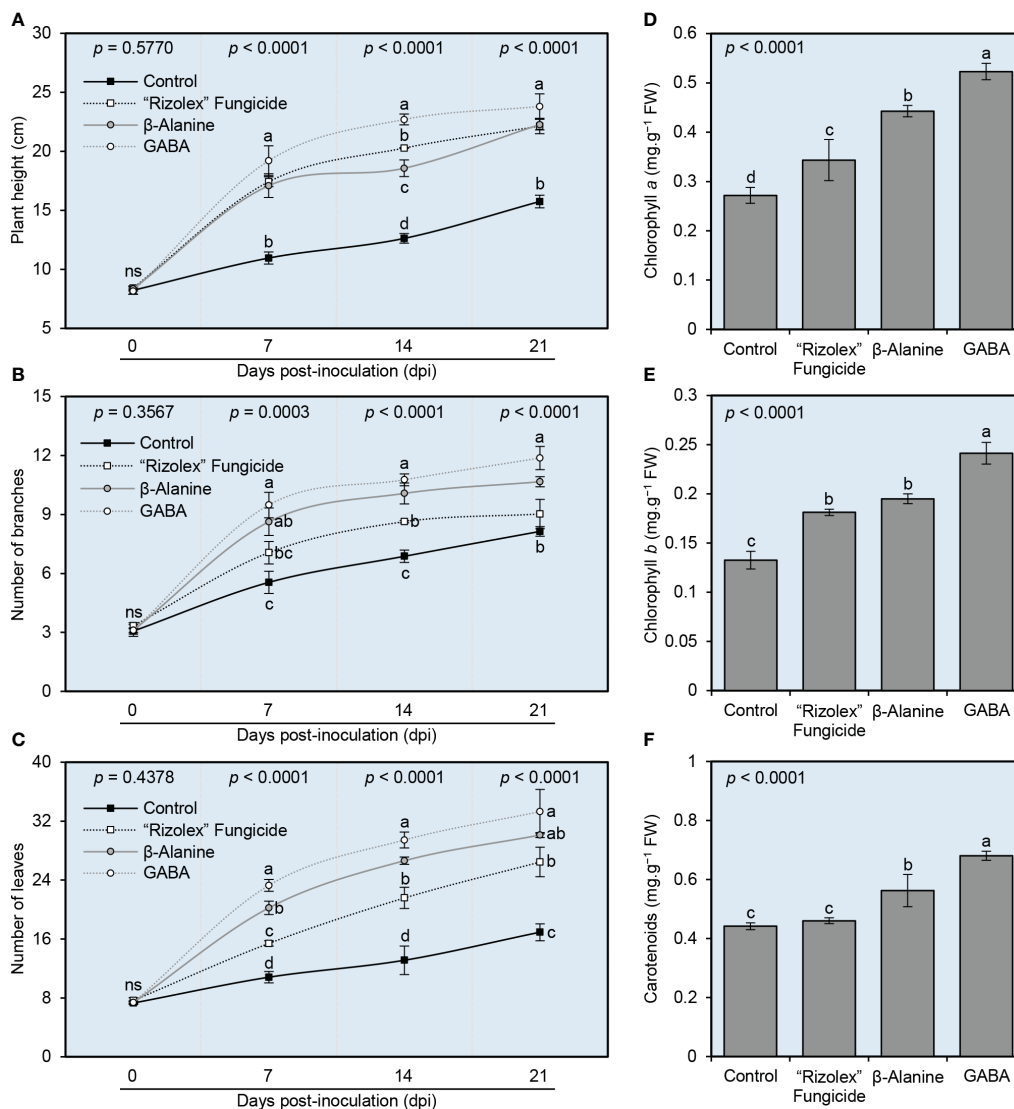 A
30
25
20
15
10
5
Plant height (cm)
p = 0.5770 p < 0.0001 p < 0.0001 p < 0.0001
Control
“Rizolex” Fungicide
β-Alanine
GABA
ns
a
b
a
b
c
d
a
b
0 7 14 21
Days post-inoculation (dpi)
B
15
12
9
6
3
0
Number of branches
p = 0.3567 p = 0.0003 p < 0.0001 p < 0.0001
Control
“Rizolex” Fungicide
β-Alanine
GABA
ns
a
ab
bc
c
a
b
c
a
b
0 7 14 21
Days post-inoculation (dpi)
C
40
32
24
16
8
0
Number of leaves
p = 0.4378 p < 0.0001 p < 0.0001 p < 0.0001
Control
“Rizolex” Fungicide
β-Alanine
GABA
ns
a
b
c
d
a
b
d
a
ab
b
c
0 7 14 21
Days post-inoculation (dpi)
D
0.6
0.5
0.4
0.3
0.2
0.1
0
Chlorophyll a (mg.g⁻¹ FW)
p < 0.0001
d
c
b
a
Control “Rizolex” β-Alanine GABA
Fungicide
E
0.3
0.25
0.2
0.15
0.1
0.05
0
Chlorophyll b (mg.g⁻¹ FW)
p < 0.0001
c
b
b
a
Control “Rizolex” β-Alanine GABA
Fungicide
F
1
0.8
0.6
0.4
0.2
0
Carotenoids (mg.g⁻¹ FW)
p < 0.0001
c
c
b
a
Control “Rizolex” β-Alanine GABA
Fungicide